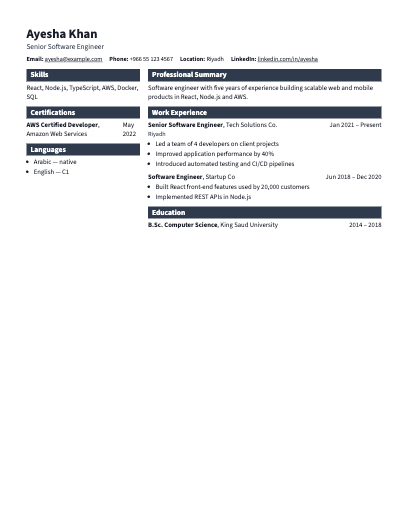 Ayesha Khan
Senior Software Engineer
Email: ayesha@example.com Phone: +966 55 123 4567 Location: Riyadh LinkedIn: linkedin.com/in/ayesha
Skills
React, Node.js, TypeScript, AWS, Docker,
SQL
Certifications
AWS Certified Developer, May
Amazon Web Services 2022
Languages
• Arabic — native
• English — C1
Professional Summary
Software engineer with five years of experience building scalable web and mobile
products in React, Node.js and AWS.
Work Experience
Senior Software Engineer, Tech Solutions Co. Jan 2021 – Present
Riyadh
• Led a team of 4 developers on client projects
• Improved application performance by 40%
• Introduced automated testing and CI/CD pipelines
Software Engineer, Startup Co Jun 2018 – Dec 2020
• Built React front-end features used by 20,000 customers
• Implemented REST APIs in Node.js
Education
B.Sc. Computer Science, King Saud University 2014 – 2018